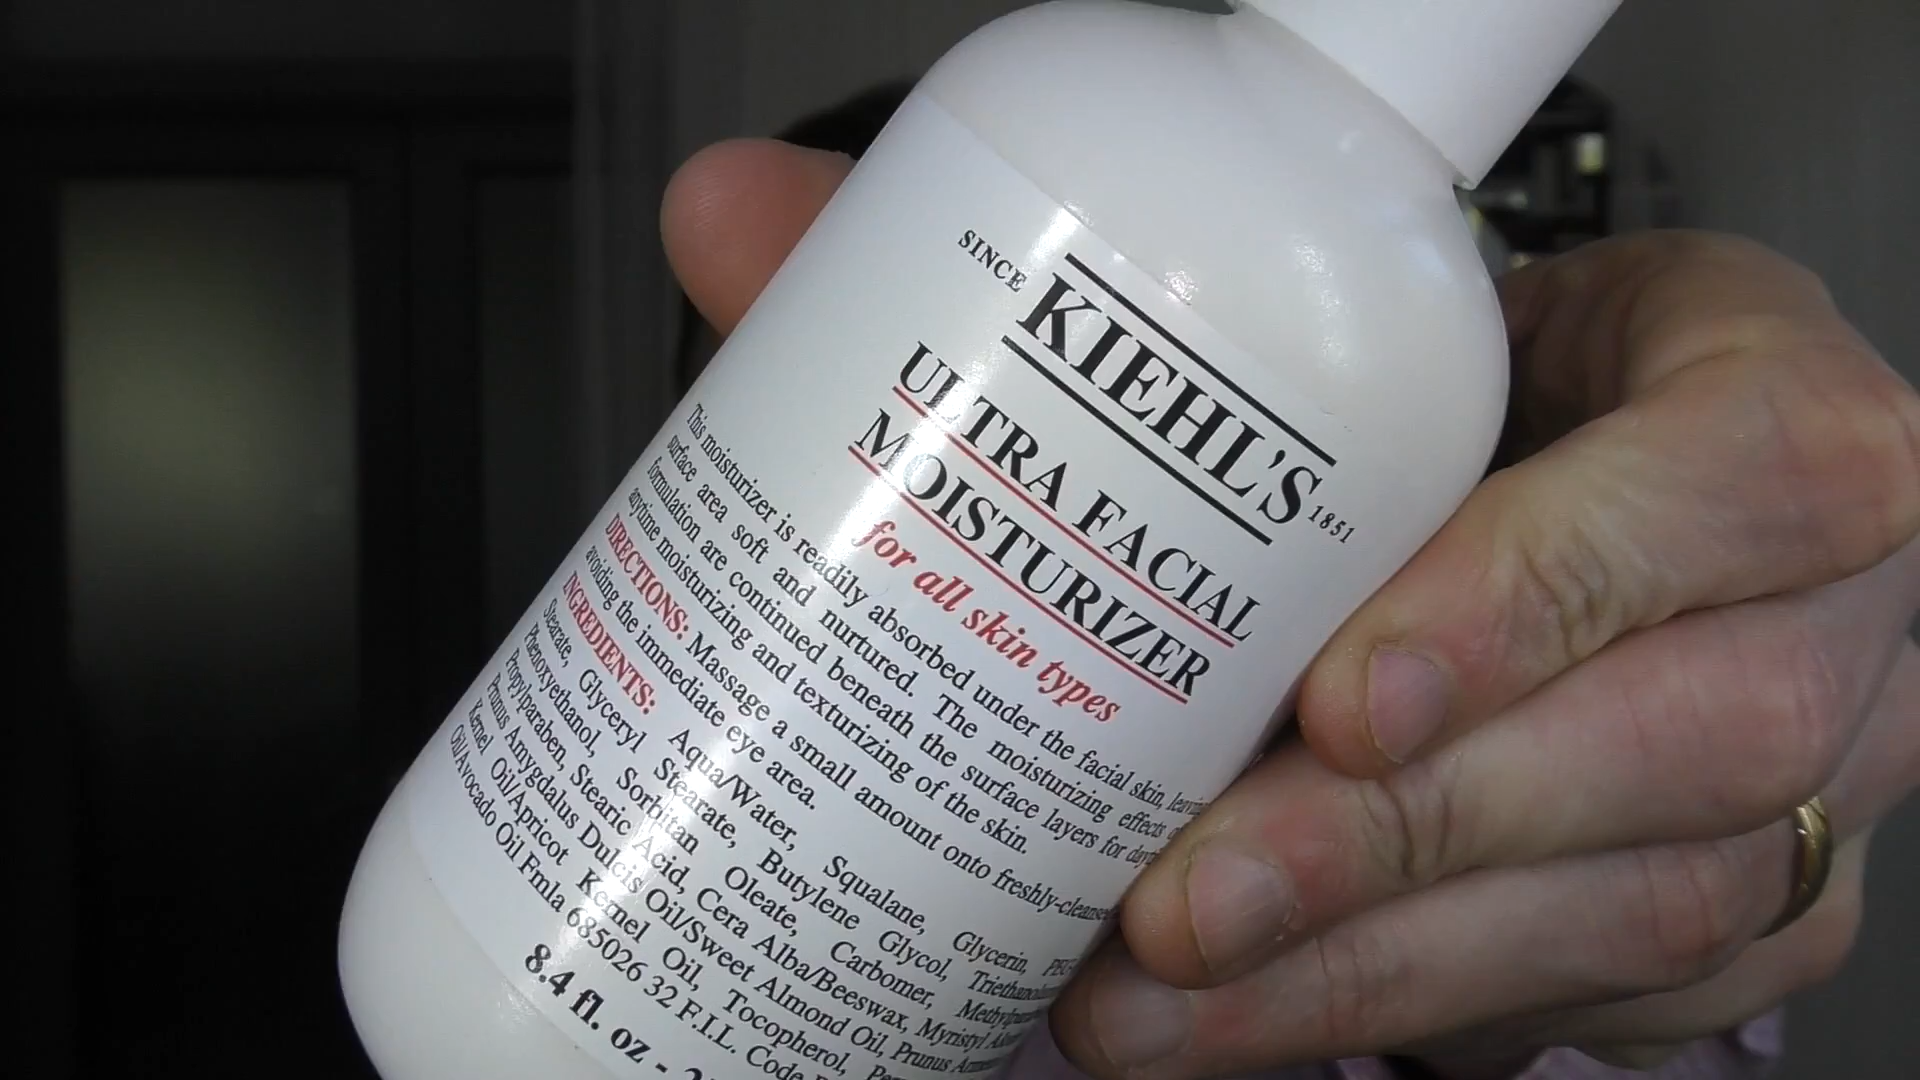 SINCE KIEHL'S 1851
ULTRA FACIAL
MOISTURIZER
for all skin types
This moisturizer is readily absorbed under the facial skin,
surface area soft and nurtured. The moisturizing effects
formulation are continued beneath the surface layers for
anytime moisturizing and texturizing of the skin.
DIRECTIONS: Massage a small amount onto
avoiding the immediate eye area.
INGREDIENTS: Aqua/Water, Squalane, Glycerin,
Stearate, Glyceryl Stearate, Butylene Glycol,
Phenoxyethanol, Sorbitan Oleate, Carbomer,
Propylparaben, Stearic Acid, Cera Alba/Beeswax, Myristyl
Prunus Amygdalus Dulcis Oil/Sweet Almond Oil, Prunus
Kernel Oil/Apricot Kernel Oil, Tocopherol,
Oil/Avocado Oil Fmla 685026 32 F.I.L. Code
8.4 fl. oz -